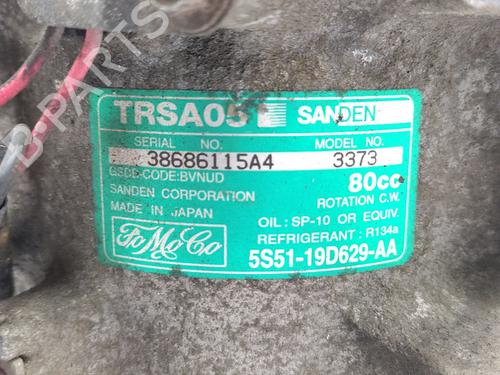 TRSA05 SANDEN
SERIAL NO. MODEL NO.
38686115A4 3373
GSDB-CODE:BVNUD 80cc
SANDEN CORPORATION ROTATION C.W.
MADE IN JAPAN OIL : SP-10 OR EQUIV.
REFRIGERANT : R134a
FoMoCo 5S51-19D629-AA